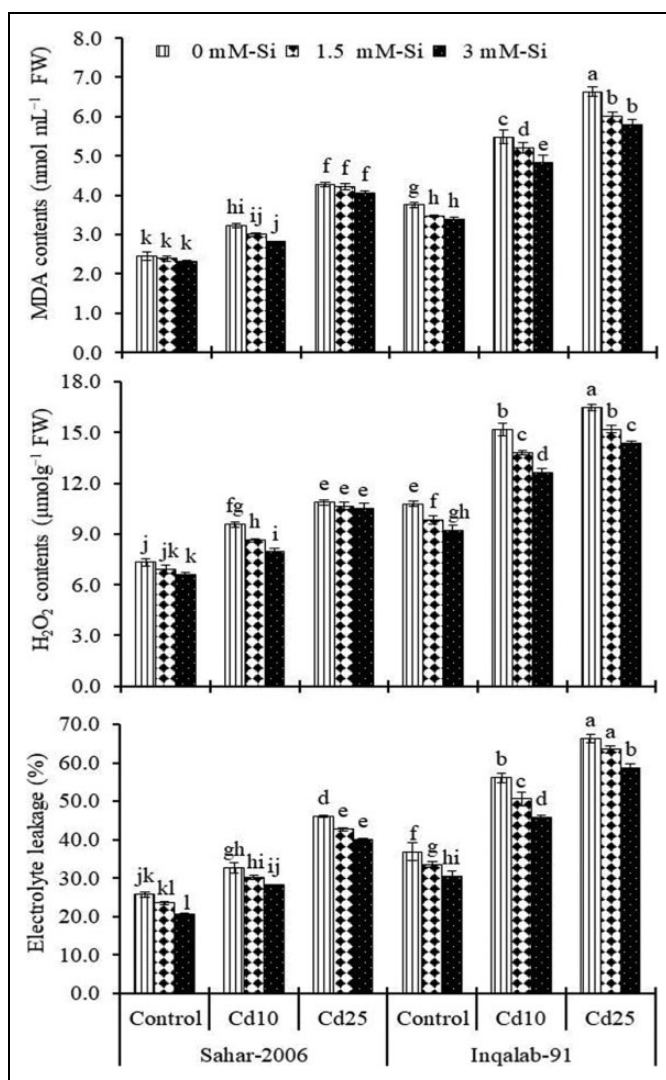 8.0
0 mM-Si 1.5 mM-Si 3 mM-Si
7.0
6.0
5.0
4.0
3.0
2.0
1.0
0.0
MDA contents (nmol mL⁻¹ FW)
k k k hi ij j f f f g h h c d e a b b
18.0
15.0
12.0
9.0
6.0
3.0
0.0
H₂O₂ contents (µmolg⁻¹ FW)
j jk k fg h i e e e e f gh b c d a b c
70.0
60.0
50.0
40.0
30.0
20.0
10.0
0.0
Electrolyte leakage (%)
jk kl l gh hi ij d e e f g hi b c d a a b
Control Cd10 Cd25 Control Cd10 Cd25
Sahar-2006 Inqalab-91